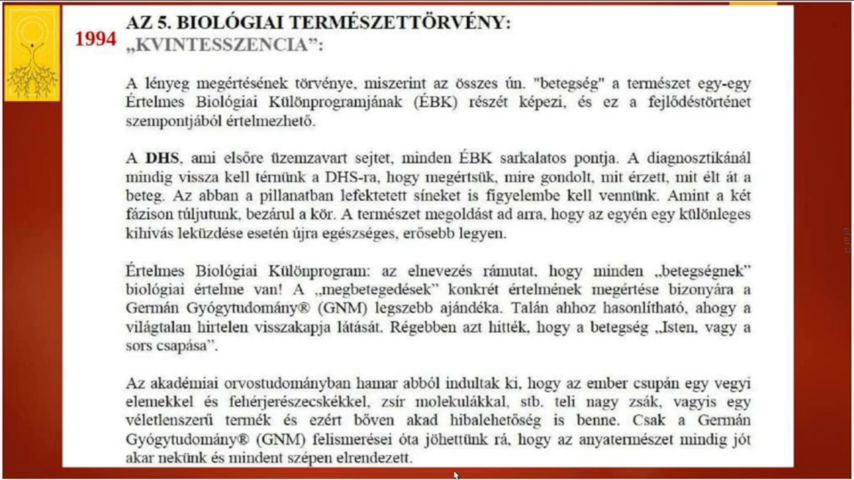 AZ 5. BIOLÓGIAI TERMÉSZETTÖRVÉNY:
1994
„KVINTESSZENCIA”:
A lényeg megértésének törvénye, miszerint az összes ún. "betegség" a természet egy-egy
Értelmes Biológiai Különprogramjának (ÉBK) részét képezi, és ez a fejlődéstörténet
szempontjából értelmezhető.
A DHS, ami elsőre üzemzavart sejtet, minden ÉBK sarkalatos pontja. A diagnosztikánál
mindig vissza kell térnünk a DHS-ra, hogy megértsük, mire gondolt, mit érzett, mit élt át a
beteg. Az abban a pillanatban lefektetett síneket is figyelembe kell vennünk. Amint a két
fázison túljutunk, bezárul a kör. A természet megoldást ad arra, hogy az egyén egy különleges
kihívás leküzdése esetén újra egészséges, erősebb legyen.
Értelmes Biológiai Különprogram: az elnevezés rámutat, hogy minden „betegségnek”
biológiai értelme van! A „megbetegedések” konkrét értelmének megértése bizonyára a
Germán Gyógytudomány® (GNM) legszebb ajándéka. Talán ahhoz hasonlítható, ahogy a
világtalan hirtelen visszakapja látását. Régebben azt hitték, hogy a betegség „Isten, vagy a
sors csapása”.
Az akadémiai orvostudományban hamar abból indultak ki, hogy az ember csupán egy vegyi
elemekkel és fehérjerészecskékkel, zsír molekulákkal, stb. teli nagy zsák, vagyis egy
véletlenszerű termék és ezért bőven akad hibalehetőség is benne. Csak a Germán
Gyógytudomány® (GNM) felismerései óta jöhettünk rá, hogy az anyatermészet mindig jót
akar nekünk és mindent szépen elrendezett.